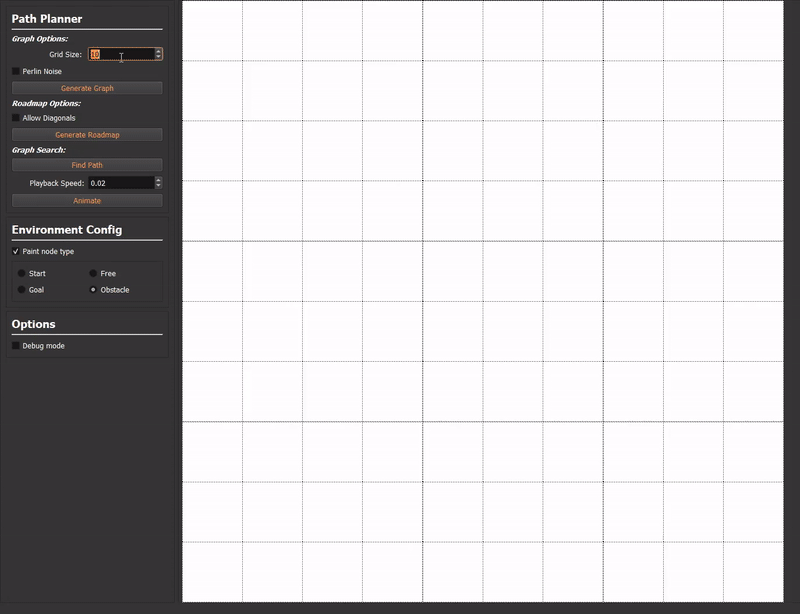 Path Planner
Graph Options:
Grid Size: 10
Perlin Noise
Generate Graph
Roadmap Options:
Allow Diagonals
Generate Roadmap
Graph Search:
Find Path
Playback Speed: 0.02
Animate
Environment Config
Paint node type
Start Free
Goal Obstacle
Options
Debug mode